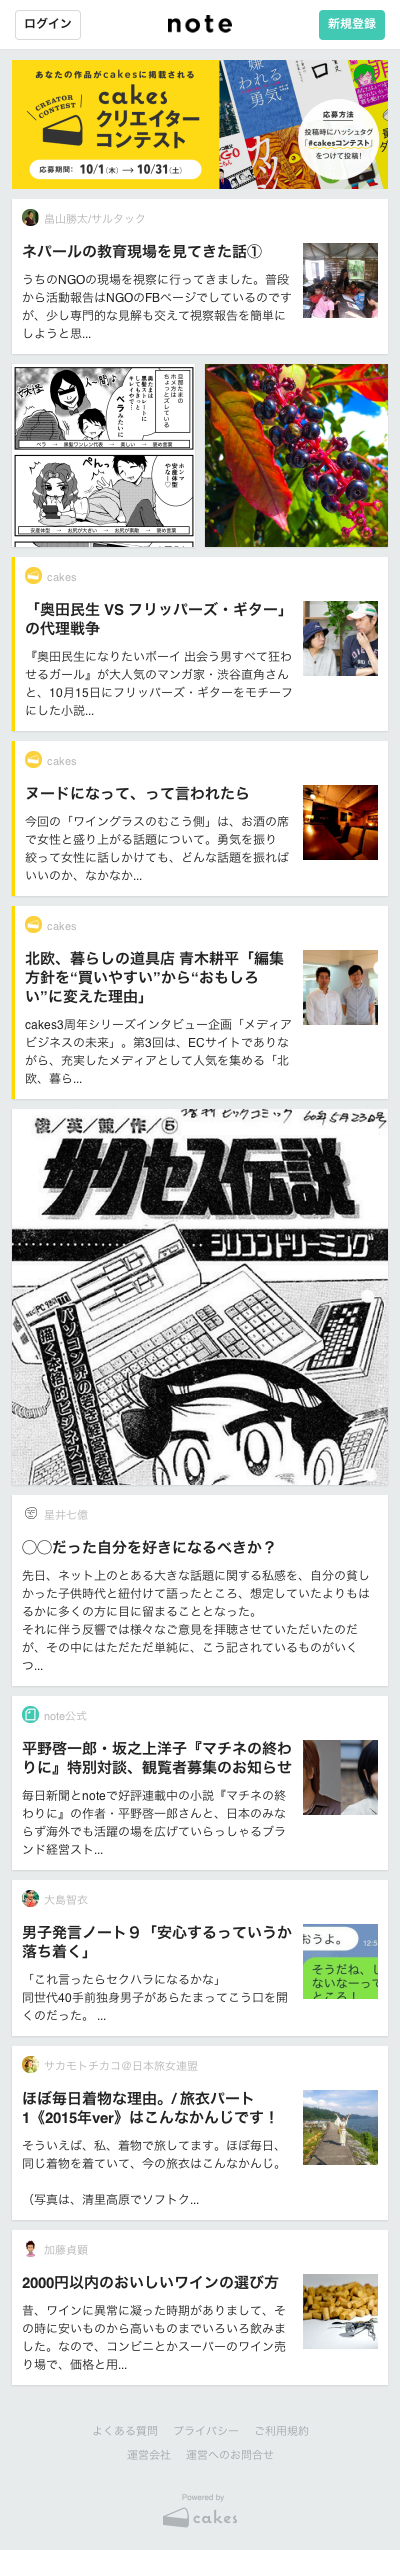 ログイン
note
新規登録
あなたの作品がcakesに掲載される
CREATOR CONTEST
cakes
クリエイター
コンテスト
応募期間：10/1(木)→10/31(土)
嫌われる勇気
応募方法
投稿時にハッシュタグ
「#cakesコンテスト」
をつけて投稿！
畠山勝太/サルタック
ネパールの教育現場を見てきた話①
うちのNGOの現場を視察に行ってきました。普段
から活動報告はNGOのFBページでしているのです
が、少し専門的な見解も交えて視察報告を簡単に
しようと思...
cakes
「奥田民生 VS フリッパーズ・ギター」
の代理戦争
『奥田民生になりたいボーイ 出会う男すべて狂わ
せるガール』が大人気のマンガ家・渋谷直角さん
と、10月15日にフリッパーズ・ギターをモチーフ
にした小説...
cakes
ヌードになって、って言われたら
今回の「ワイングラスのむこう側」は、お酒の席
で女性と盛り上がる話題について。勇気を振り
絞って女性に話しかけても、どんな話題を振れば
いいのか、なかなか...
cakes
北欧、暮らしの道具店 青木耕平「編集
方針を“買いやすい”から“おもしろ
い”に変えた理由」
cakes3周年シリーズインタビュー企画「メディア
ビジネスの未来」。第3回は、ECサイトでありな
がら、充実したメディアとして人気を集める「北
欧、暮ら...
俊／英／颯／作／⑤
増刊ビッグコミック 60年5月23日号
サクセス伝説
シリコンドリーミング
星井七億
◯◯だった自分を好きになるべきか？
先日、ネット上のとある大きな話題に関する私感を、自分の貧し
かった子供時代と紐付けて語ったところ、想定していたよりもは
るかに多くの方に目に留まることとなった。
それに伴う反響では様々なご意見を拝聴させていただいたのだ
が、その中にはただただ単純に、こう記されているものがいく
つ...
note公式
平野啓一郎・坂之上洋子『マチネの終わ
りに』特別対談、観覧者募集のお知らせ
毎日新聞とnoteで好評連載中の小説『マチネの終
わりに』の作者・平野啓一郎さんと、日本のみな
らず海外でも活躍の場を広げていらっしゃるブラ
ンド経営スト...
大島智衣
男子発言ノート９「安心するっていうか
落ち着く」
「これ言ったらセクハラになるかな」
同世代40手前独身男子があらたまってこう口を開
くのだった。 ...
おうよ。
12:5
そうだね、し
ないなーって
ところ！
サカモトチカコ@日本旅女連盟
ほぼ毎日着物な理由。/ 旅衣パート
1《2015年ver》はこんなかんじです！
そういえば、私、着物で旅してます。ほぼ毎日、
同じ着物を着ていて、今の旅衣はこんなかんじ。
（写真は、清里高原でソフトク...
加藤貞顕
2000円以内のおいしいワインの選び方
昔、ワインに異常に凝った時期がありまして、そ
の時に安いものから高いものまでいろいろ飲みま
した。なので、コンビニとかスーパーのワイン売
り場で、価格と用...
よくある質問 プライバシー ご利用規約
運営会社 運営へのお問合せ
Powered by
cakes